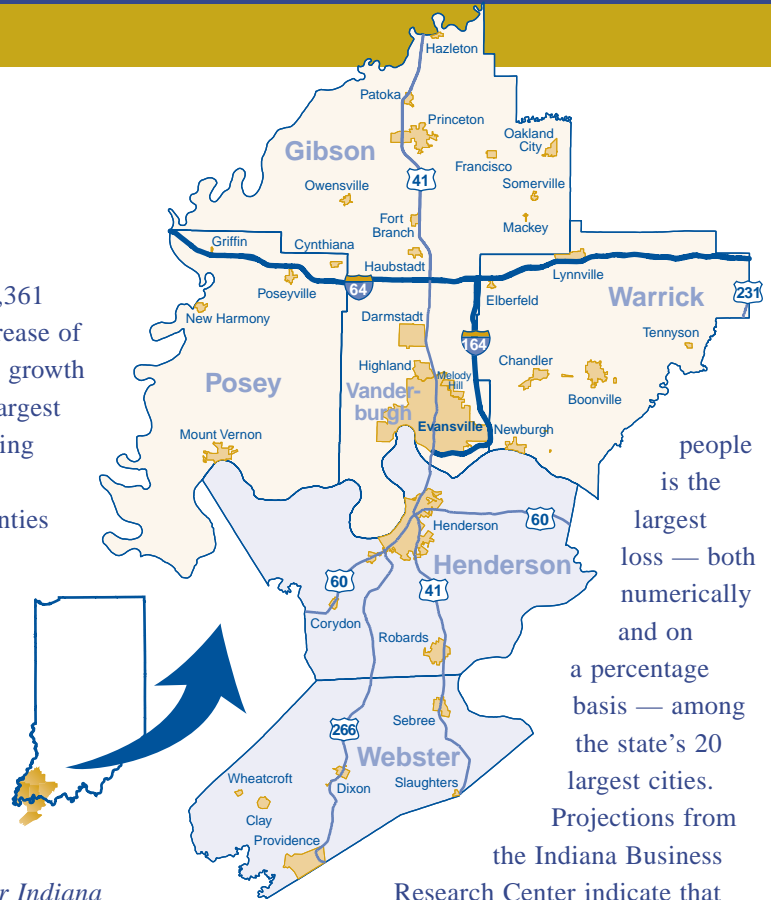 Hazleton
Patoka
Princeton
Oakland
City
Gibson
Francisco
41
Owensville
Somerville
Fort
Branch
Mackey
Griffin
Cynthiana
Haubstadt
Lynnville
Poseyville
64
Elberfeld
Warrick
231
New Harmony
Darmstadt
164
Tennyson
Highland
Melody
Hill
Chandler
Posey
Vander-
burgh
Boonville
Evansville
Newburgh
Mount Vernon
Henderson
60
Henderson
60
41
Corydon
Robards
Sebree
266
Webster
Wheatcroft
Dixon
Slaughters
Clay
Providence
,361
rease of
growth
argest
ing
nties
r Indiana
people
is the
largest
loss — both
numerically
and on
a percentage
basis — among
the state’s 20
largest cities.
Projections from
the Indiana Business
Research Center indicate that